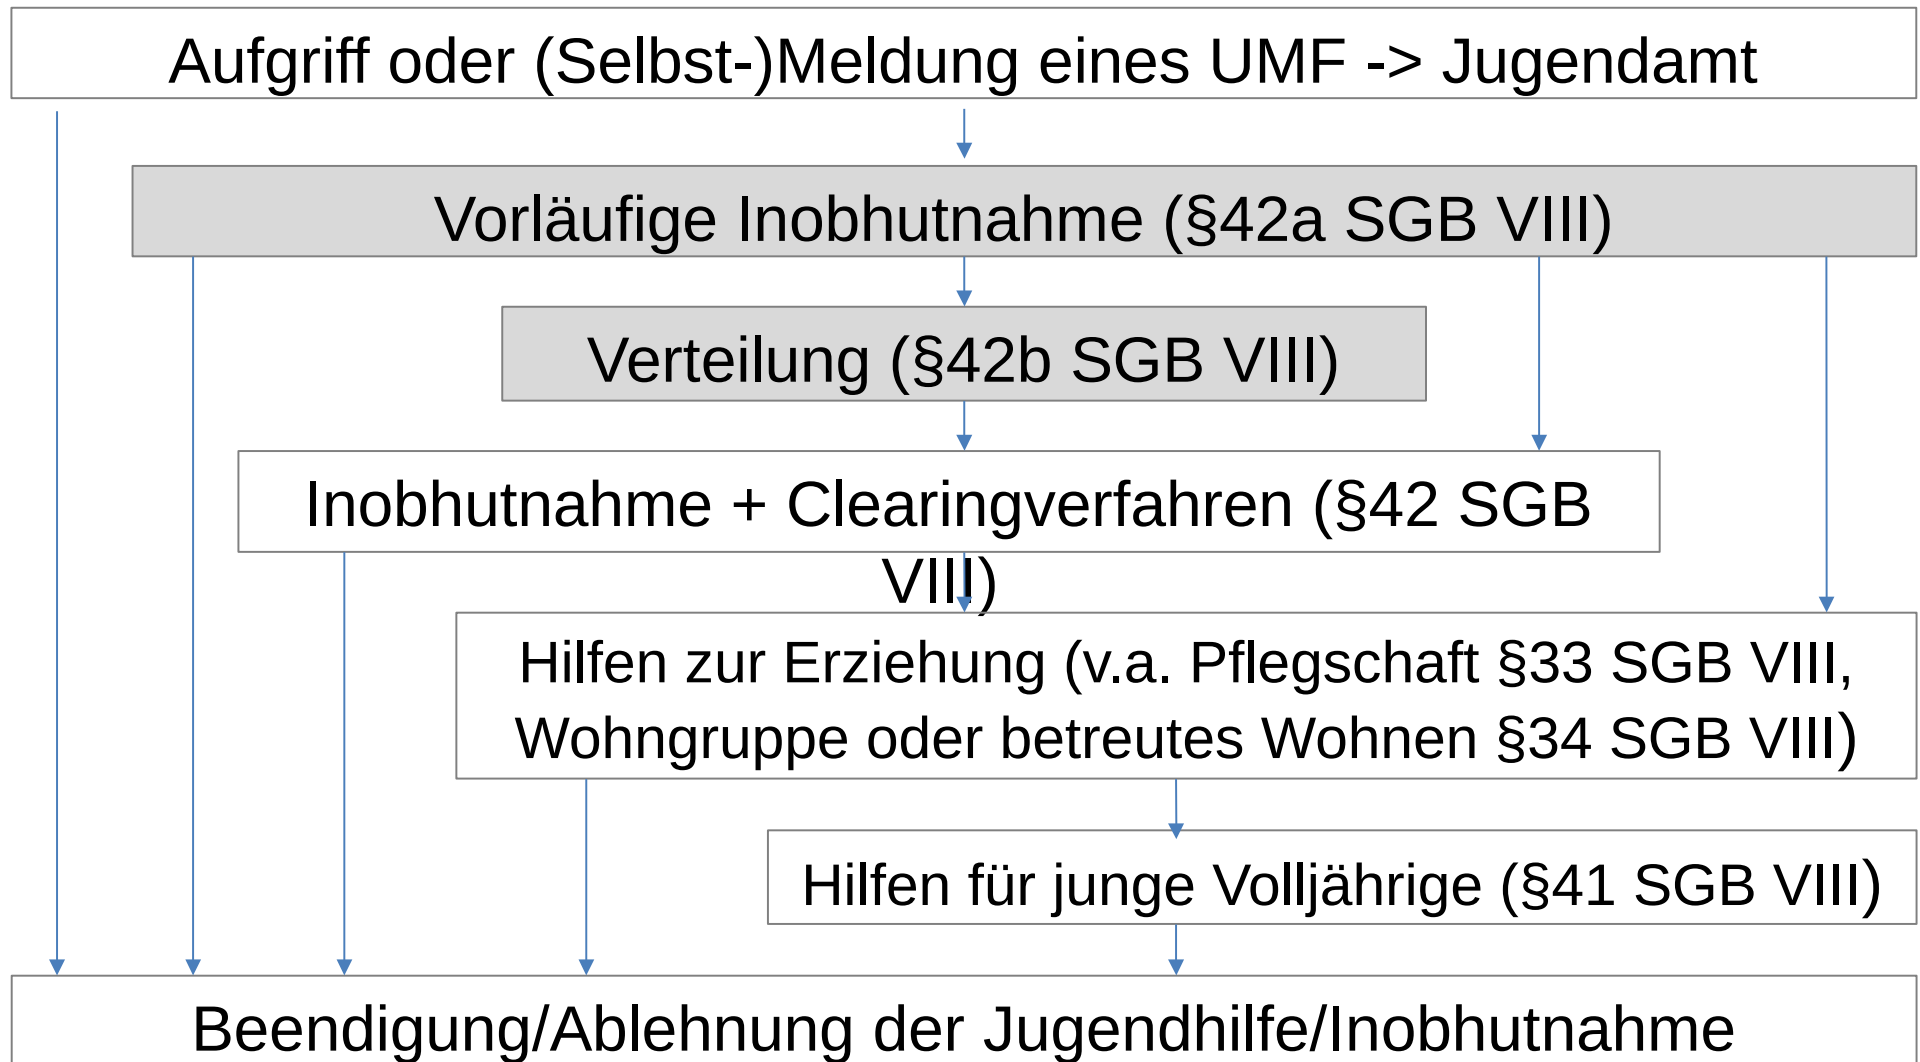 Aufgriff oder (Selbst-)Meldung eines UMF -> Jugendamt
Vorläufige Inobhutnahme (§42a SGB VIII)
Verteilung (§42b SGB VIII)
Inobhutnahme + Clearingverfahren (§42 SGB
VIII)
Hilfen zur Erziehung (v.a. Pflegschaft §33 SGB VIII,
Wohngruppe oder betreutes Wohnen §34 SGB VIII)
Hilfen für junge Volljährige (§41 SGB VIII)
Beendigung/Ablehnung der Jugendhilfe/Inobhutnahme